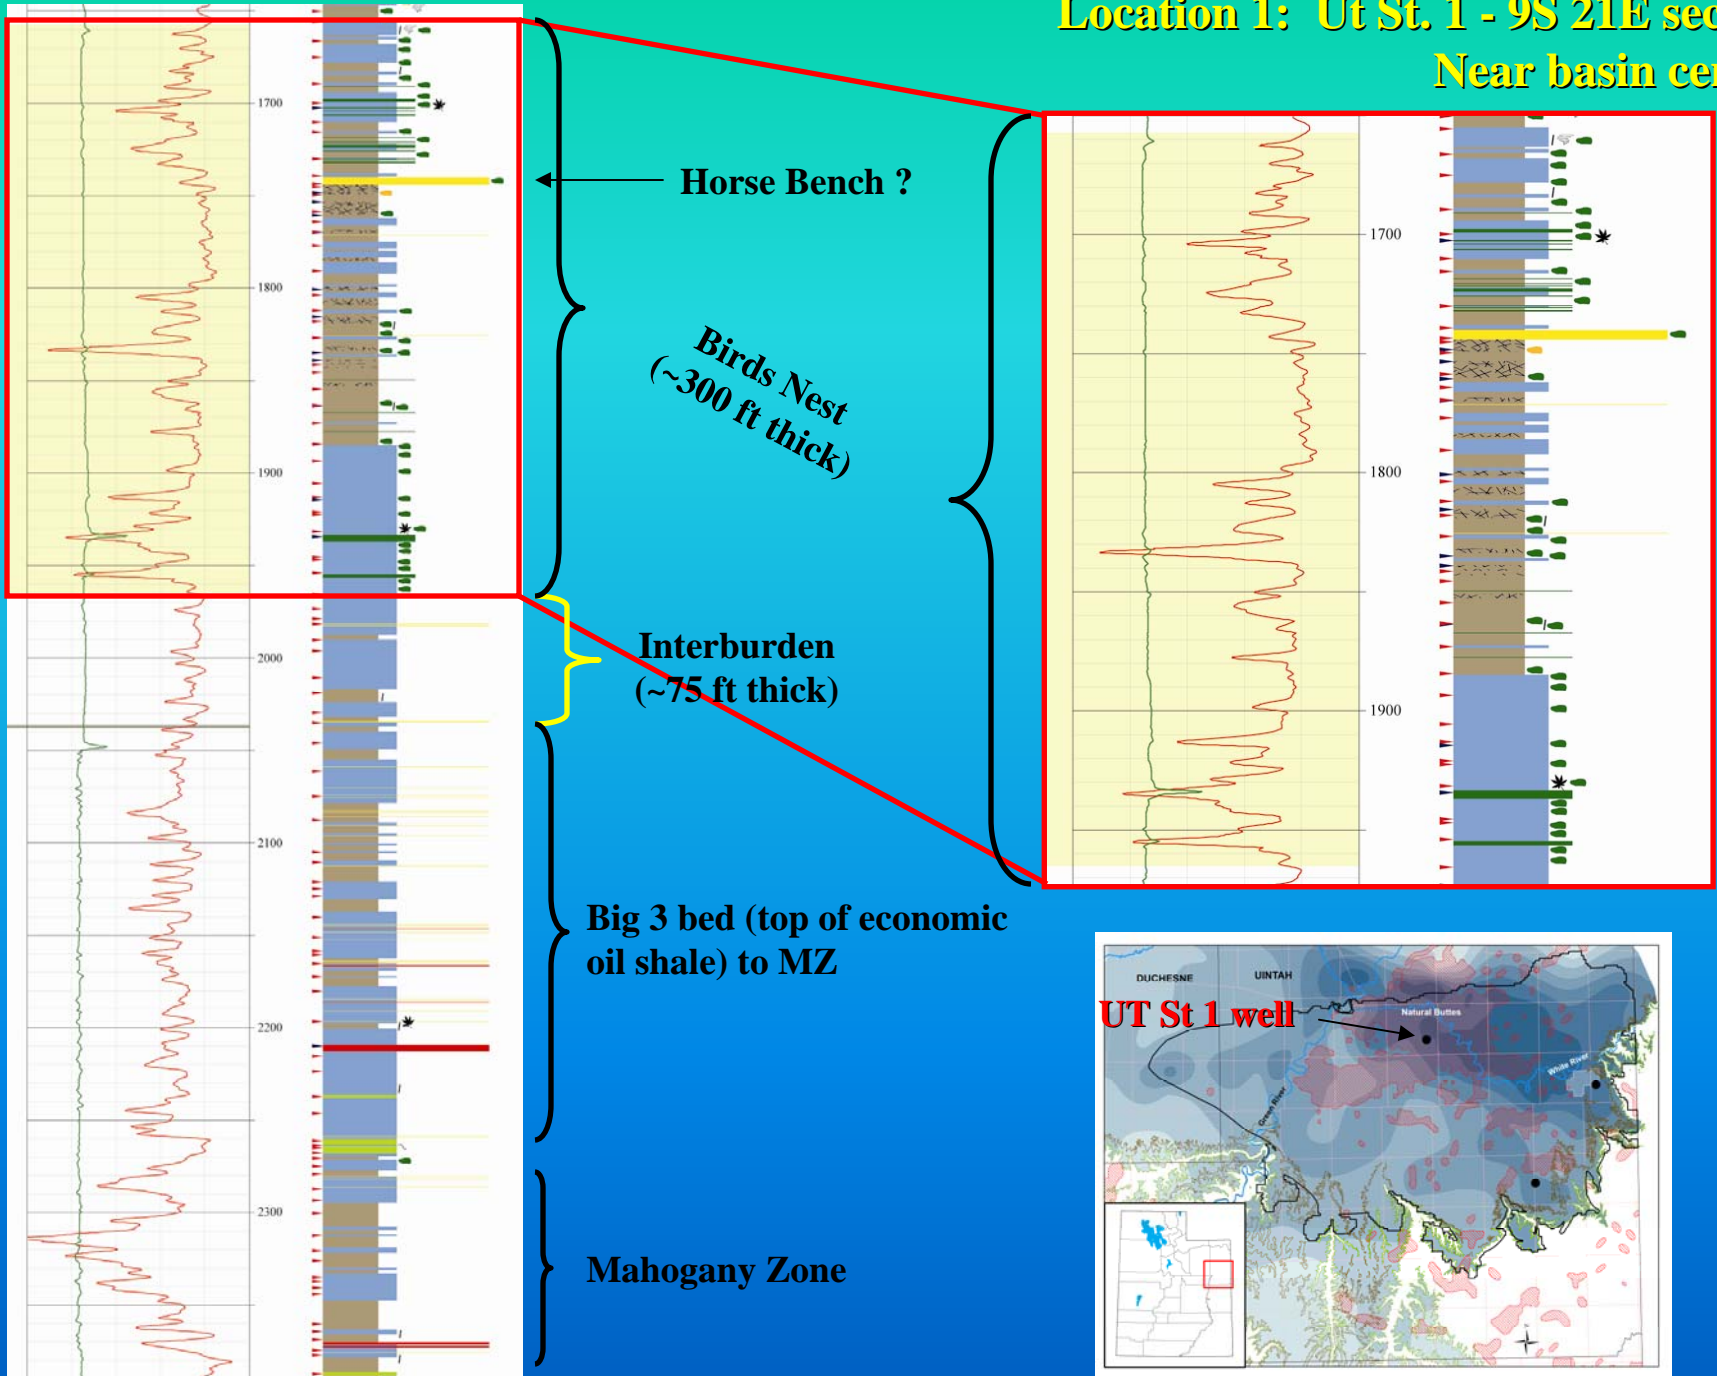 Location 1: Ut St. 1 - 9S 21E sec
Near basin cen
1700
1800
1900
2000
2100
2200
2300
Horse Bench ?
Birds Nest
(~300 ft thick)
Interburden
(~75 ft thick)
Big 3 bed (top of economic
oil shale) to MZ
Mahogany Zone
1700
1800
1900
DUCHESNE
UINTAH
UT St 1 well
Natural Buttes
White River
Green River